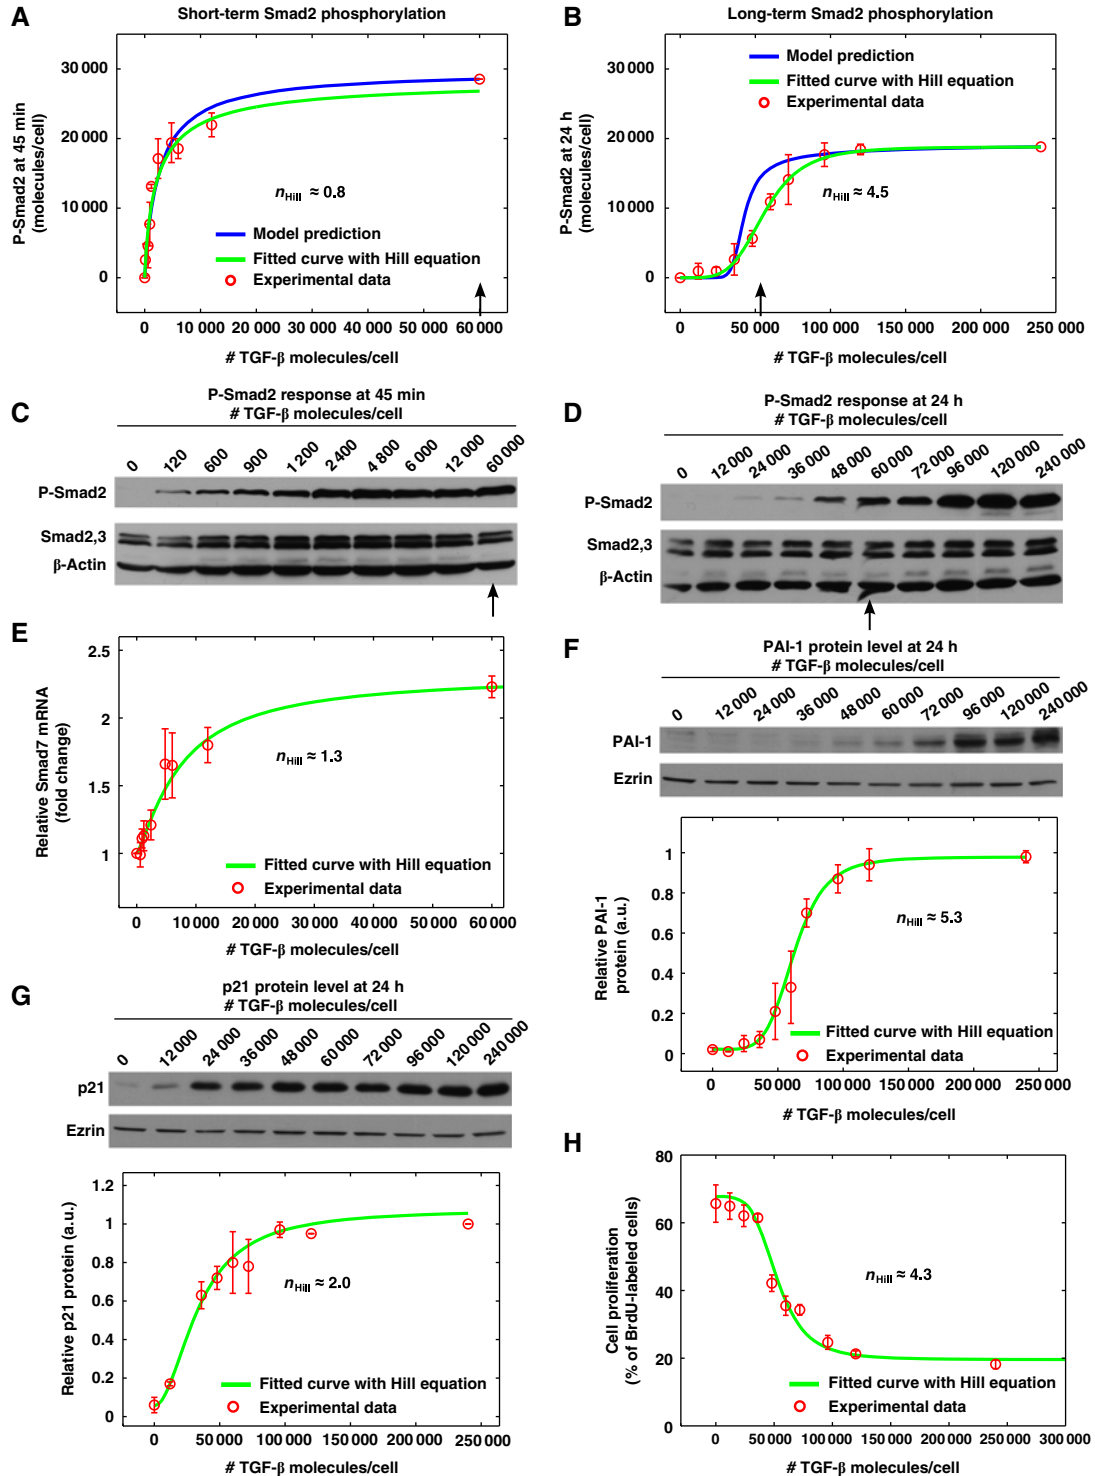 A
Short-term Smad2 phosphorylation
30 000
20 000
10 000
0
P-Smad2 at 45 min
(molecules/cell)
nHill ≈ 0.8
Model prediction
Fitted curve with Hill equation
Experimental data
0 10 000 20 000 30 000 40 000 50 000 60 000
# TGF-β molecules/cell
B
Long-term Smad2 phosphorylation
30 000
20 000
10 000
0
P-Smad2 at 24 h
(molecules/cell)
Model prediction
Fitted curve with Hill equation
Experimental data
nHill ≈ 4.5
0 50 000 100 000 150 000 200 000 250 000
# TGF-β molecules/cell
C
P-Smad2 response at 45 min
# TGF-β molecules/cell
0 120 600 900 1 200 2 400 4 800 6 000 12 000 60 000
P-Smad2
Smad2,3
β-Actin
D
P-Smad2 response at 24 h
# TGF-β molecules/cell
0 12 000 24 000 36 000 48 000 60 000 72 000 96 000 120 000 240 000
P-Smad2
Smad2,3
β-Actin
E
2.5
2
1.5
1
Relative Smad7 mRNA
(fold change)
nHill ≈ 1.3
Fitted curve with Hill equation
Experimental data
0 10 000 20 000 30 000 40 000 50 000 60 000
# TGF-β molecules/cell
F
PAI-1 protein level at 24 h
# TGF-β molecules/cell
0 12 000 24 000 36 000 48 000 60 000 72 000 96 000 120 000 240 000
PAI-1
Ezrin
1
0.8
0.6
0.4
0.2
0
Relative PAI-1
protein (a.u.)
nHill ≈ 5.3
Fitted curve with Hill equation
Experimental data
0 50 000 100 000 150 000 200 000 250 000
# TGF-β molecules/cell
G
p21 protein level at 24 h
# TGF-β molecules/cell
0 12 000 24 000 36 000 48 000 60 000 72 000 96 000 120 000 240 000
p21
Ezrin
1.2
1
0.8
0.6
0.4
0.2
0
Relative p21 protein (a.u.)
nHill ≈ 2.0
Fitted curve with Hill equation
Experimental data
0 50 000 100 000 150 000 200 000 250 000
# TGF-β molecules/cell
H
80
60
40
20
0
Cell proliferation
(% of BrdU-labeled cells)
nHill ≈ 4.3
Fitted curve with Hill equation
Experimental data
0 50 000 100 000 150 000 200 000 250 000 300 000
# TGF-β molecules/cell